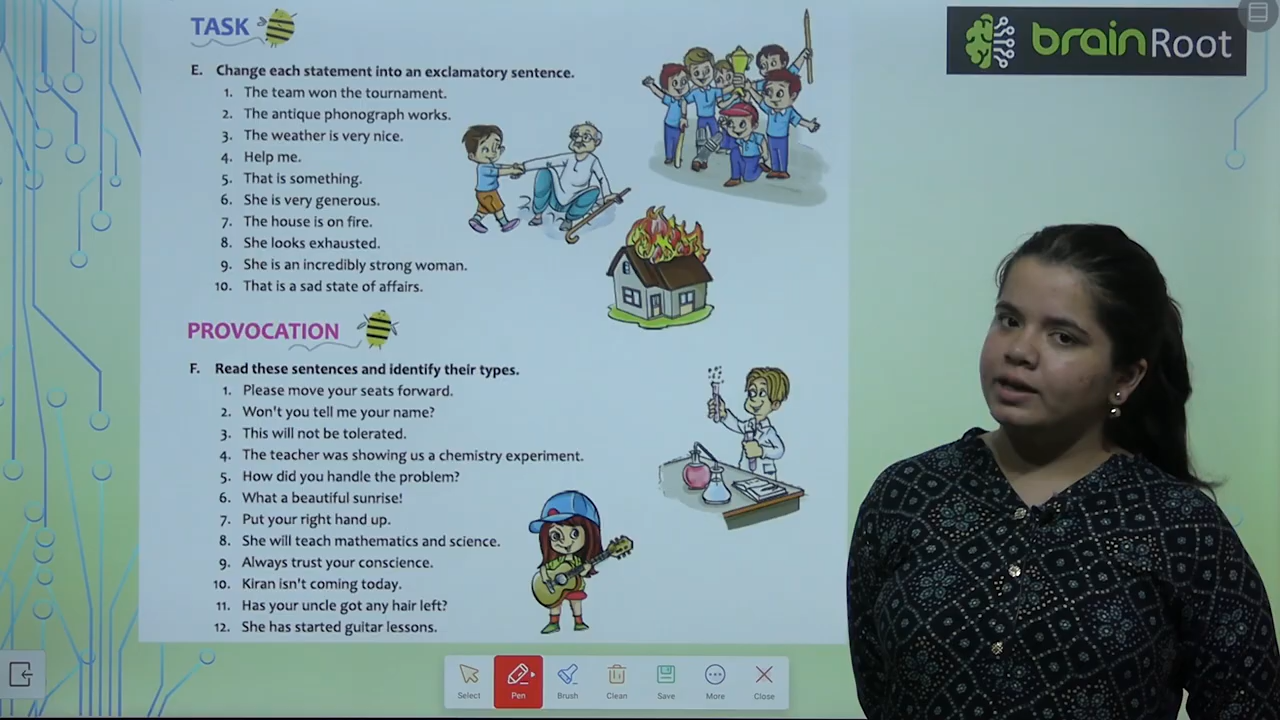 TASK
brainRoot
E. Change each statement into an exclamatory sentence.
1. The team won the tournament.
2. The antique phonograph works.
3. The weather is very nice.
4. Help me.
5. That is something.
6. She is very generous.
7. The house is on fire.
8. She looks exhausted.
9. She is an incredibly strong woman.
10. That is a sad state of affairs.
PROVOCATION
F. Read these sentences and identify their types.
1. Please move your seats forward.
2. Won't you tell me your name?
3. This will not be tolerated.
4. The teacher was showing us a chemistry experiment.
5. How did you handle the problem?
6. What a beautiful sunrise!
7. Put your right hand up.
8. She will teach mathematics and science.
9. Always trust your conscience.
10. Kiran isn't coming today.
11. Has your uncle got any hair left?
12. She has started guitar lessons.
Select Pen Brush Clean Save More Close